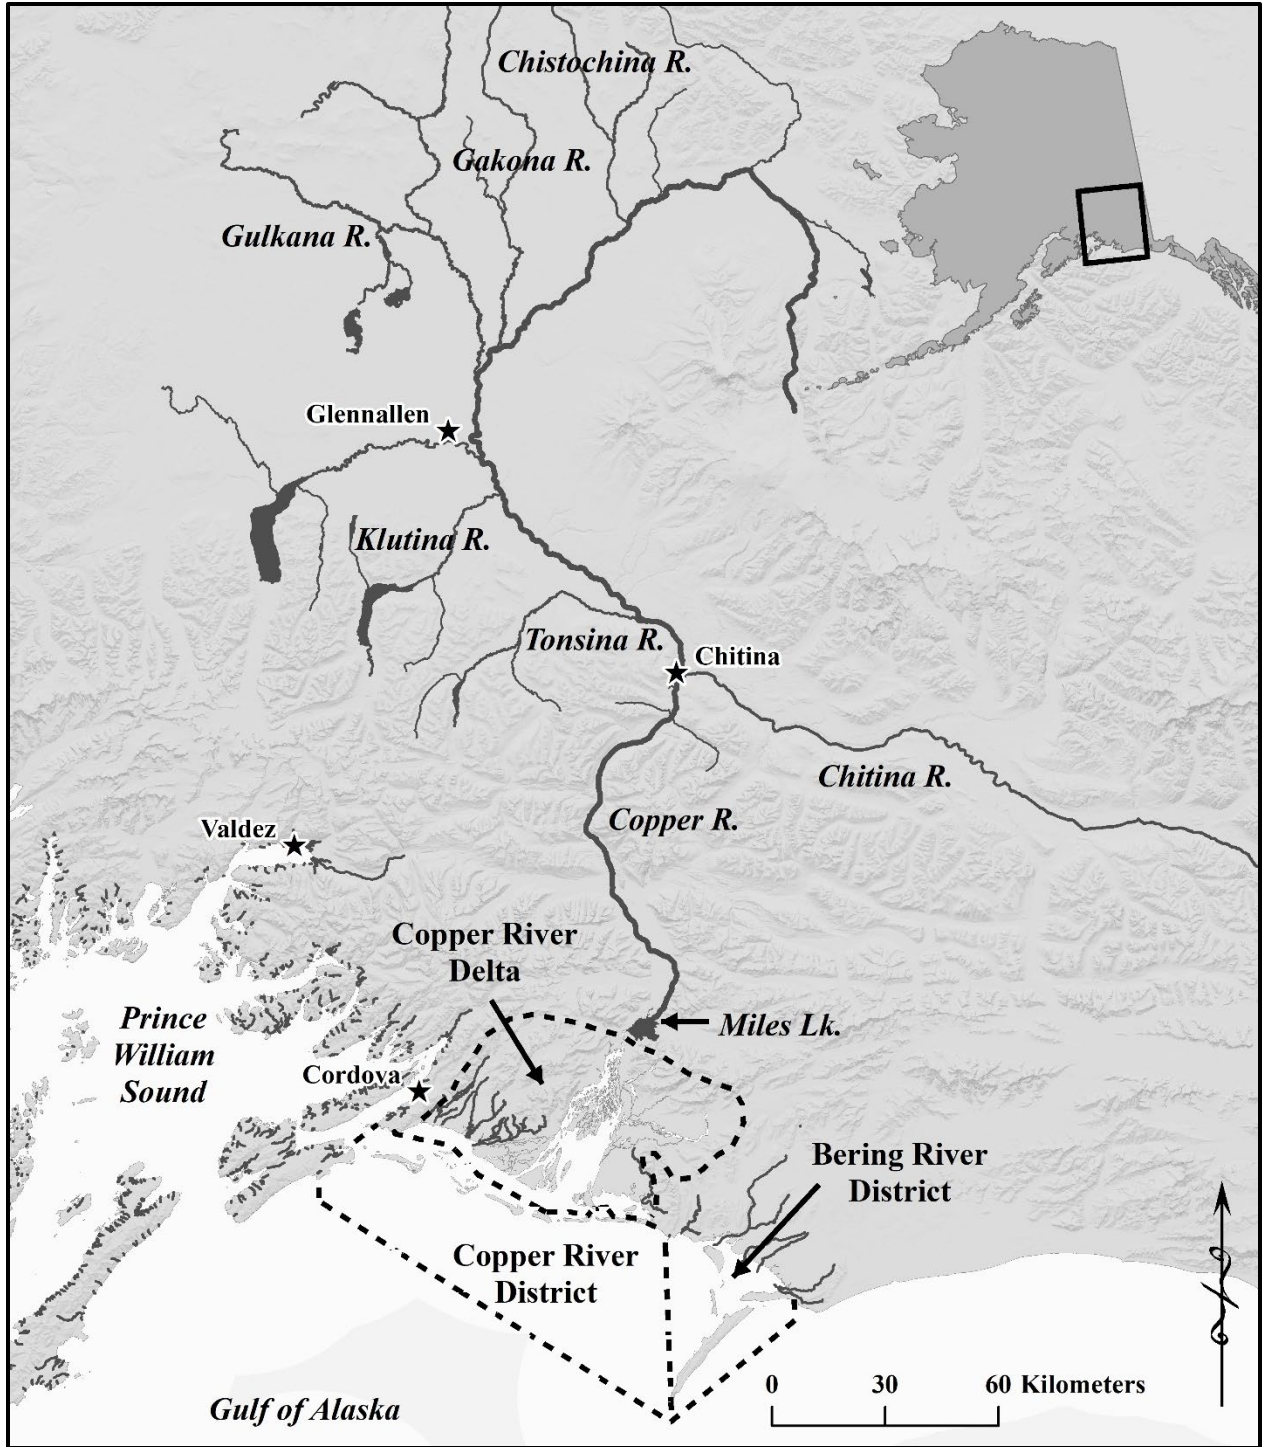 Chistochina R.
Gakona R.
Gulkana R.
Glennallen
Klutina R.
Tonsina R.
Chitina
Chitina R.
Copper R.
Valdez
Copper River
Delta
Prince
William
Sound
Miles Lk.
Cordova
Bering River
District
Copper River
District
0 30 60 Kilometers
Gulf of Alaska